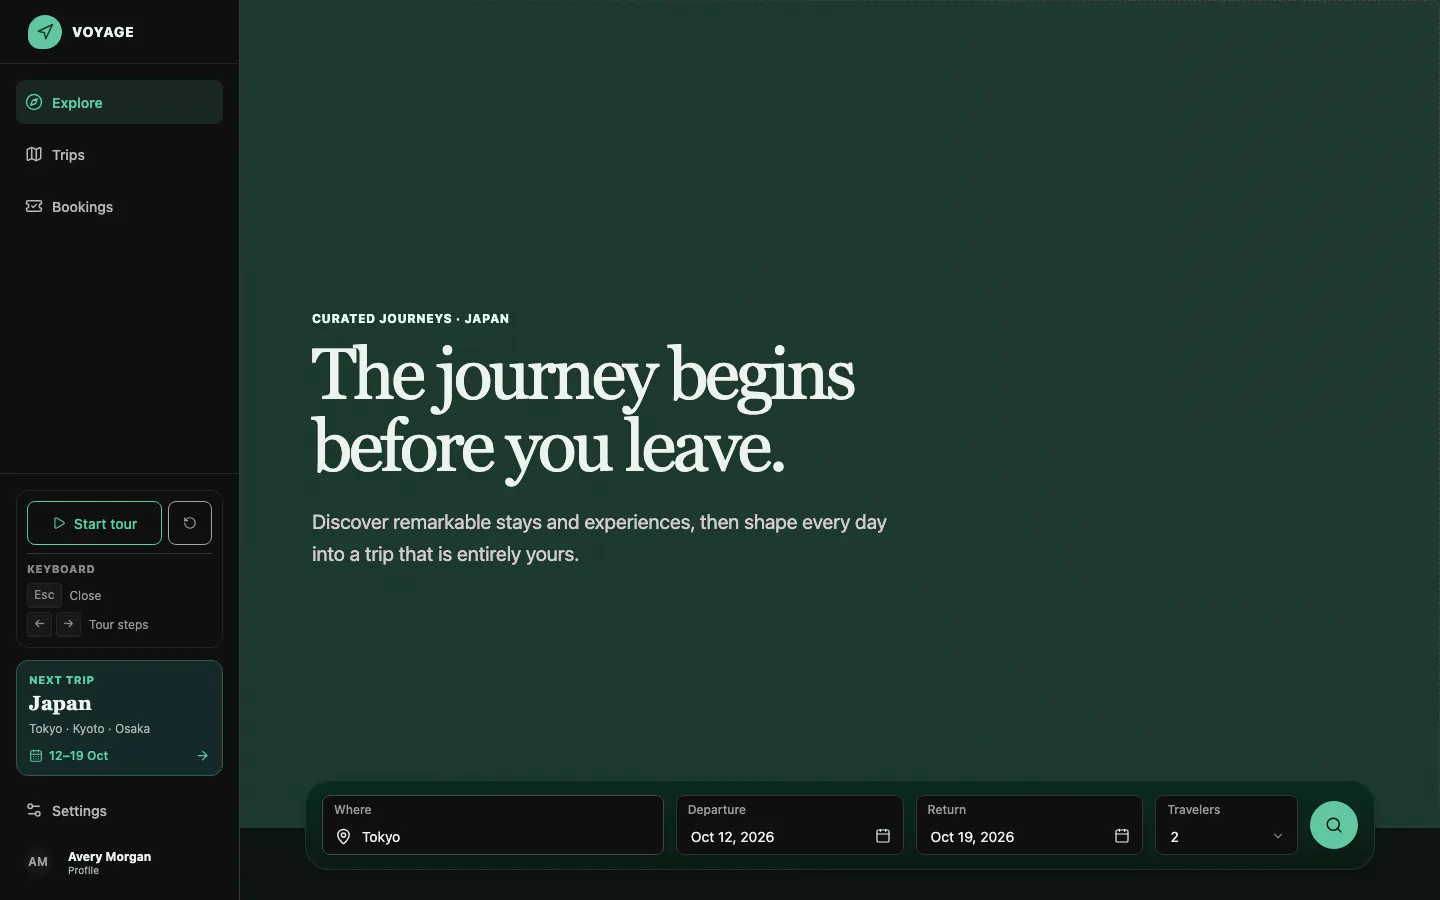 VOYAGE
Explore
Trips
Bookings
Start tour
KEYBOARD
Esc Close
← → Tour steps
NEXT TRIP
Japan
Tokyo · Kyoto · Osaka
12–19 Oct
Settings
AM
Avery Morgan
Profile
CURATED JOURNEYS · JAPAN
The journey begins
before you leave.
Discover remarkable stays and experiences, then shape every day
into a trip that is entirely yours.
Where
Tokyo
Departure
Oct 12, 2026
Return
Oct 19, 2026
Travelers
2